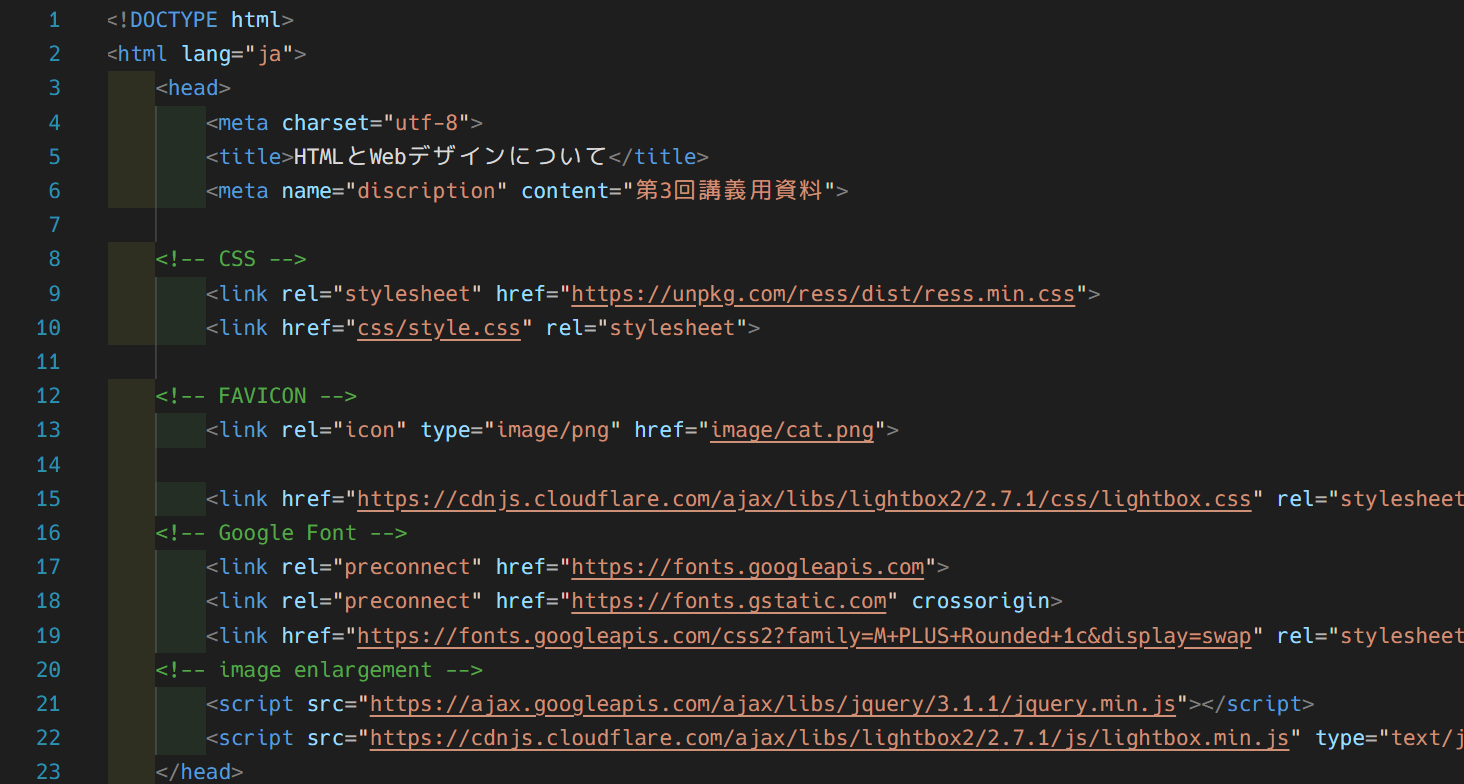 1 <!DOCTYPE html>
2 <html lang="ja">
3 <head>
4 <meta charset="utf-8">
5 <title>HTMLとWebデザインについて</title>
6 <meta name="discription" content="第3回講義用資料">
7
8 <!-- CSS -->
9 <link rel="stylesheet" href="https://unpkg.com/ress/dist/ress.min.css">
10 <link href="css/style.css" rel="stylesheet">
11
12 <!-- FAVICON -->
13 <link rel="icon" type="image/png" href="image/cat.png">
14
15 <link href="https://cdnjs.cloudflare.com/ajax/libs/lightbox2/2.7.1/css/lightbox.css" rel="stylesheet
16 <!-- Google Font -->
17 <link rel="preconnect" href="https://fonts.googleapis.com">
18 <link rel="preconnect" href="https://fonts.gstatic.com" crossorigin>
19 <link href="https://fonts.googleapis.com/css2?family=M+PLUS+Rounded+1c&display=swap" rel="stylesheet
20 <!-- image enlargement -->
21 <script src="https://ajax.googleapis.com/ajax/libs/jquery/3.1.1/jquery.min.js"></script>
22 <script src="https://cdnjs.cloudflare.com/ajax/libs/lightbox2/2.7.1/js/lightbox.min.js" type="text/j
23 </head>